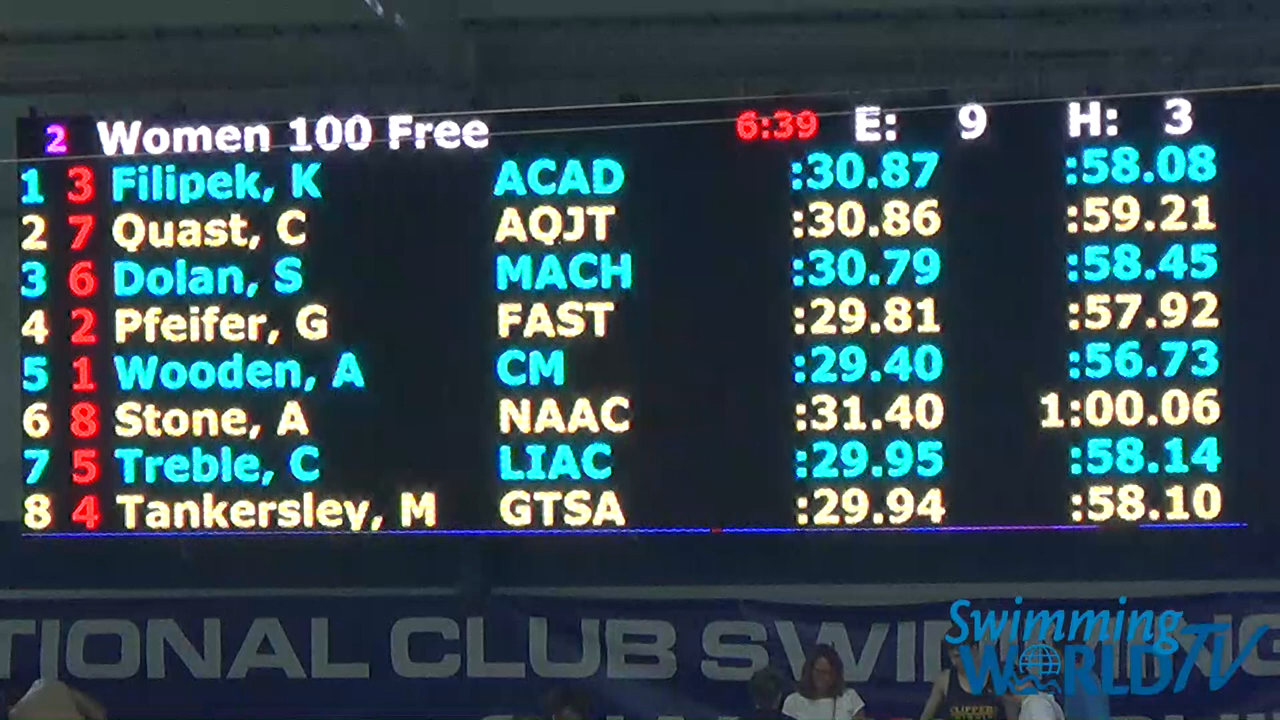 2 Women 100 Free 6:39 E: 9 H: 3
1 3 Filipek, K ACAD :30.87 :58.08
2 7 Quast, C AQJT :30.86 :59.21
3 6 Dolan, S MACH :30.79 :58.45
4 2 Pfeifer, G FAST :29.81 :57.92
5 1 Wooden, A CM :29.40 :56.73
6 8 Stone, A NAAC :31.40 1:00.06
7 5 Treble, C LIAC :29.95 :58.14
8 4 Tankersley, M GTSA :29.94 :58.10
TIONAL CLUB SWI NG
Swimming
WORLD TV
CLIPPER